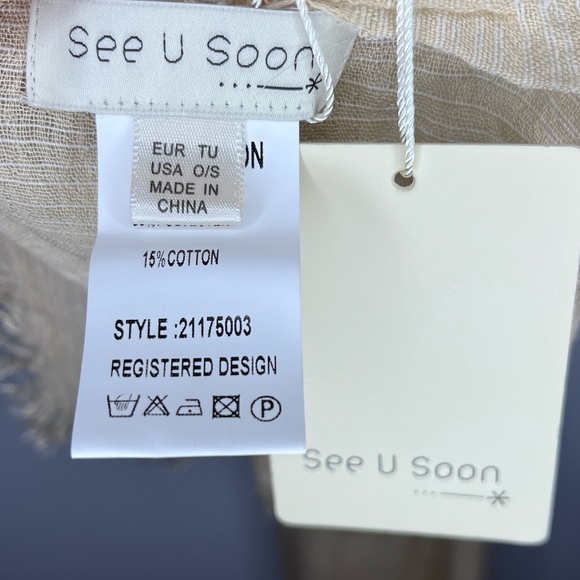 See U Soon
EUR TU
USA O/S
MADE IN
CHINA
ON
15%COTTON
STYLE :21175003
REGISTERED DESIGN
P
See U Soon